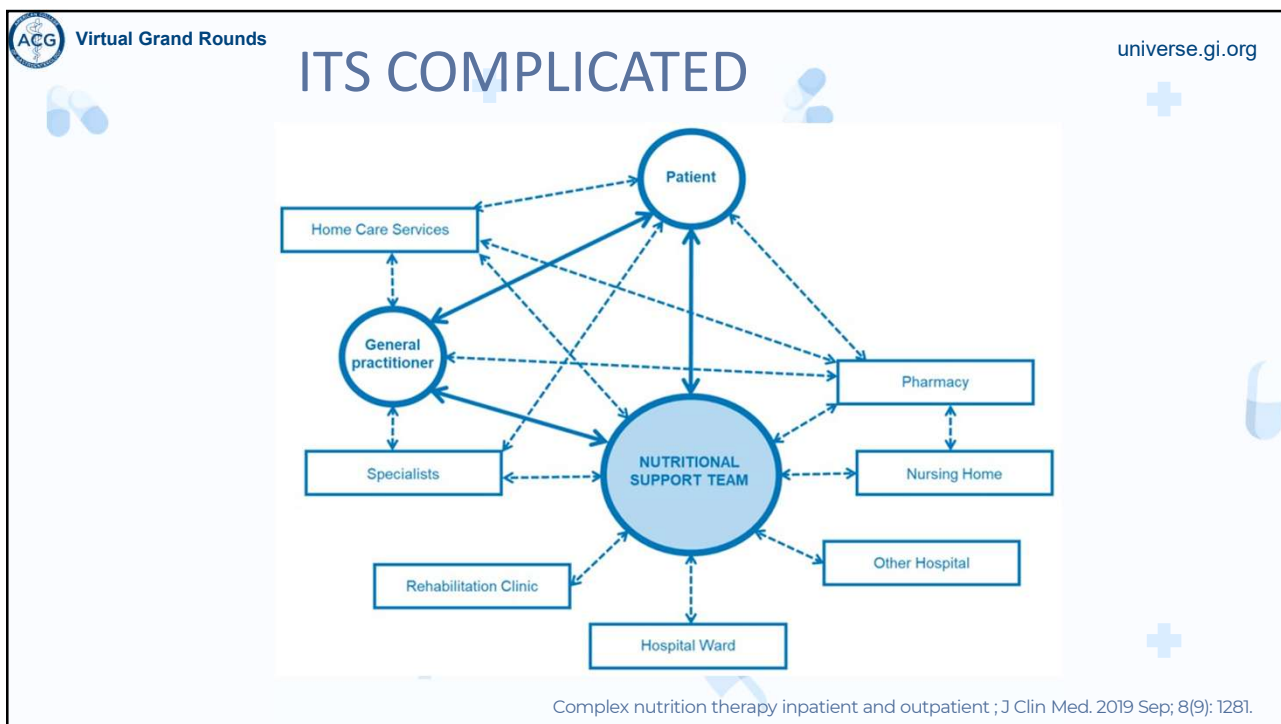 ACG
Virtual Grand Rounds
universe.gi.org
ITS COMPLICATED
Patient
Home Care Services
General
practitioner
Pharmacy
Specialists
NUTRITIONAL
SUPPORT TEAM
Nursing Home
Other Hospital
Rehabilitation Clinic
Hospital Ward
Complex nutrition therapy inpatient and outpatient ; J Clin Med. 2019 Sep; 8(9): 1281.